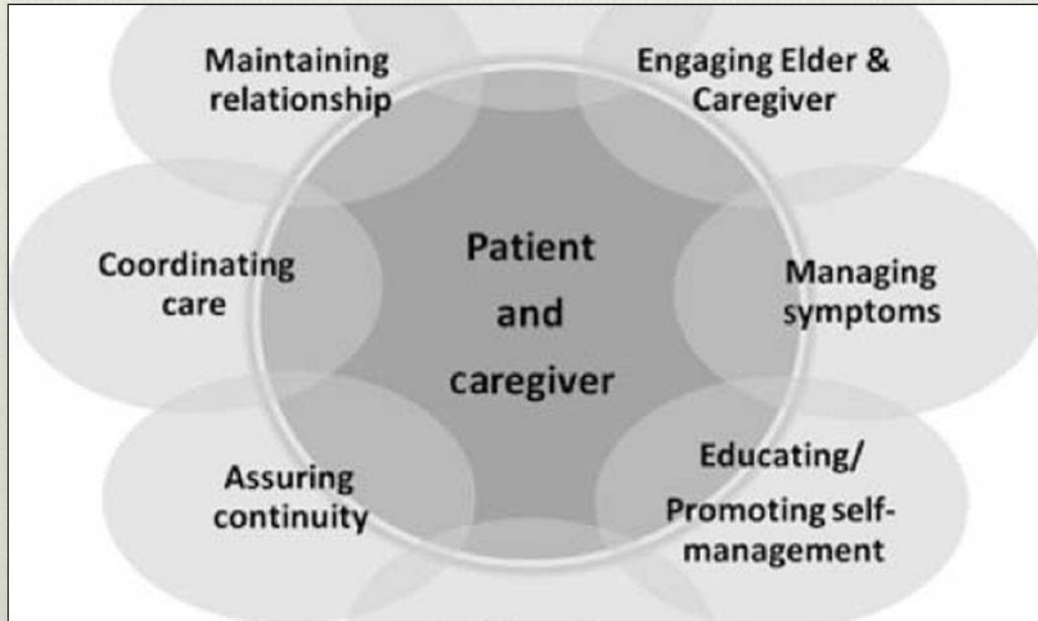 Maintaining
relationship
Engaging Elder &
Caregiver
Coordinating
care
Patient
and
caregiver
Managing
symptoms
Assuring
continuity
Educating/
Promoting self-
management